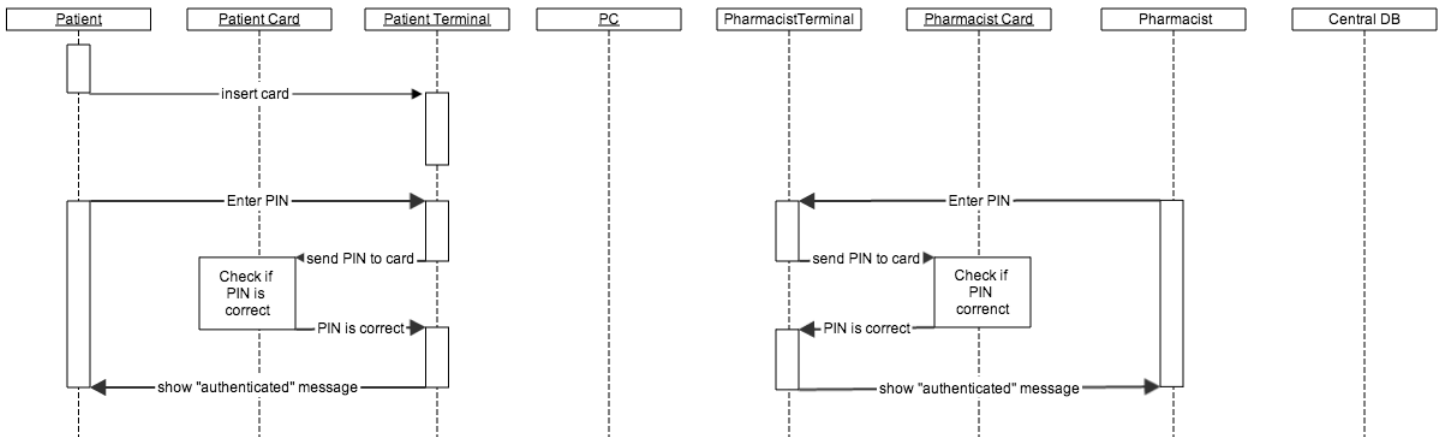 Patient
Patient Card
Patient Terminal
PC
PharmacistTerminal
Pharmacist Card
Pharmacist
Central DB
insert card
Enter PIN
Enter PIN
send PIN to card
send PIN to card
Check if
PIN is
correct
Check if
PIN
correnct
PIN is correct
PIN is correct
show "authenticated" message
show "authenticated" message